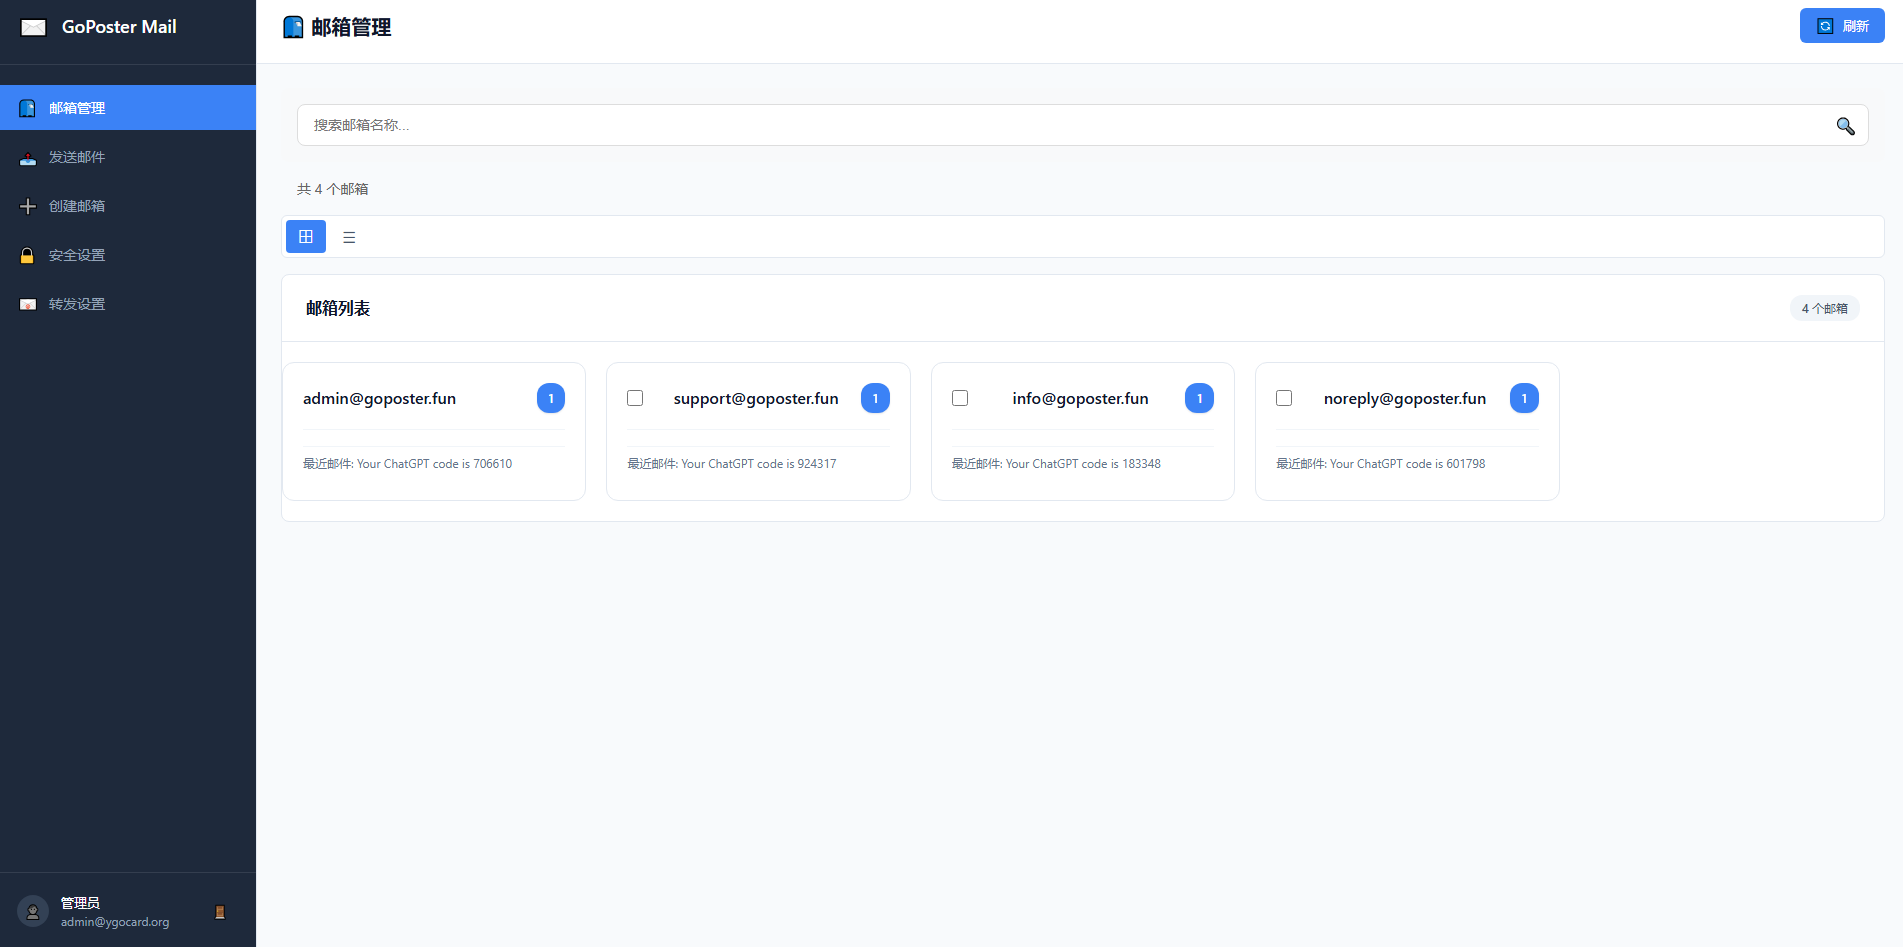 GoPoster Mail
邮箱管理
发送邮件
创建邮箱
安全设置
转发设置
管理员
admin@ygocard.org
邮箱管理
刷新
搜索邮箱名称...
共 4 个邮箱
邮箱列表
4 个邮箱
admin@goposter.fun 1
最近邮件: Your ChatGPT code is 706610
support@goposter.fun 1
最近邮件: Your ChatGPT code is 924317
info@goposter.fun 1
最近邮件: Your ChatGPT code is 183348
noreply@goposter.fun 1
最近邮件: Your ChatGPT code is 601798